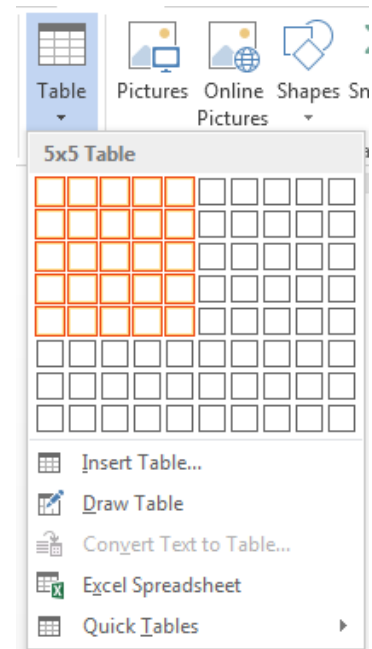 Table Pictures Online Shapes Sn
Pictures
5x5 Table
Insert Table...
Draw Table
Convert Text to Table...
Excel Spreadsheet
Quick Tables